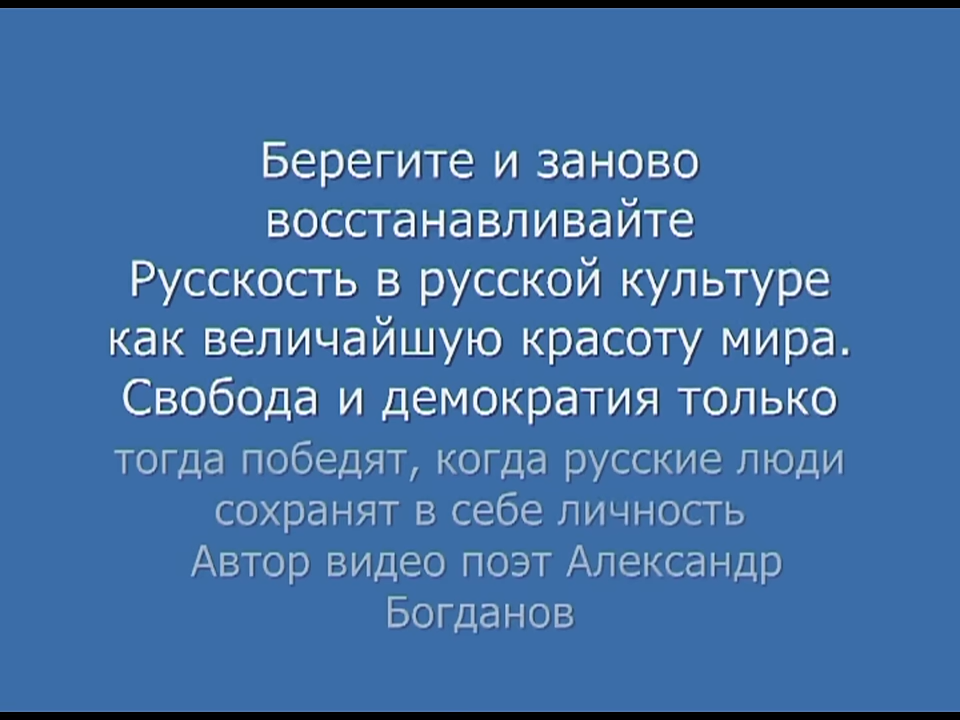 Берегите и заново
восстанавливайте
Русскость в русской культуре
как величайшую красоту мира.
Свобода и демократия только
тогда победят, когда русские люди
сохранят в себе личность
Автор видео поэт Александр
Богданов